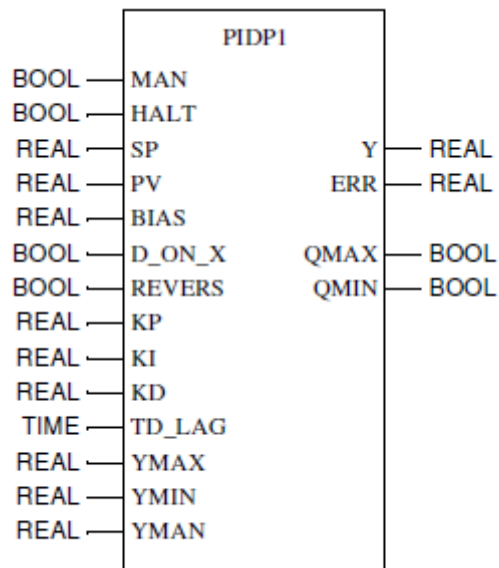 PIDP1
BOOL MAN
BOOL HALT
REAL SP Y REAL
REAL PV ERR REAL
REAL BIAS
BOOL D_ON_X QMAX BOOL
BOOL REVERS QMIN BOOL
REAL KP
REAL KI
REAL KD
TIME TD_LAG
REAL YMAX
REAL YMIN
REAL YMAN